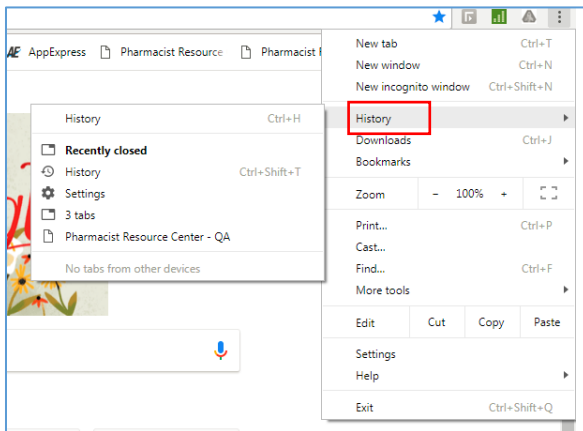 AE AppExpress Pharmacist Resource Pharmacist
New tab Ctrl+T
New window Ctrl+N
New incognito window Ctrl+Shift+N
History
Downloads Ctrl+J
Bookmarks
Zoom - 100% +
Print... Ctrl+P
Cast...
Find... Ctrl+F
More tools
Edit Cut Copy Paste
Settings
Help
Exit Ctrl+Shift+Q
History Ctrl+H
Recently closed
History Ctrl+Shift+T
Settings
3 tabs
Pharmacist Resource Center - QA
No tabs from other devices